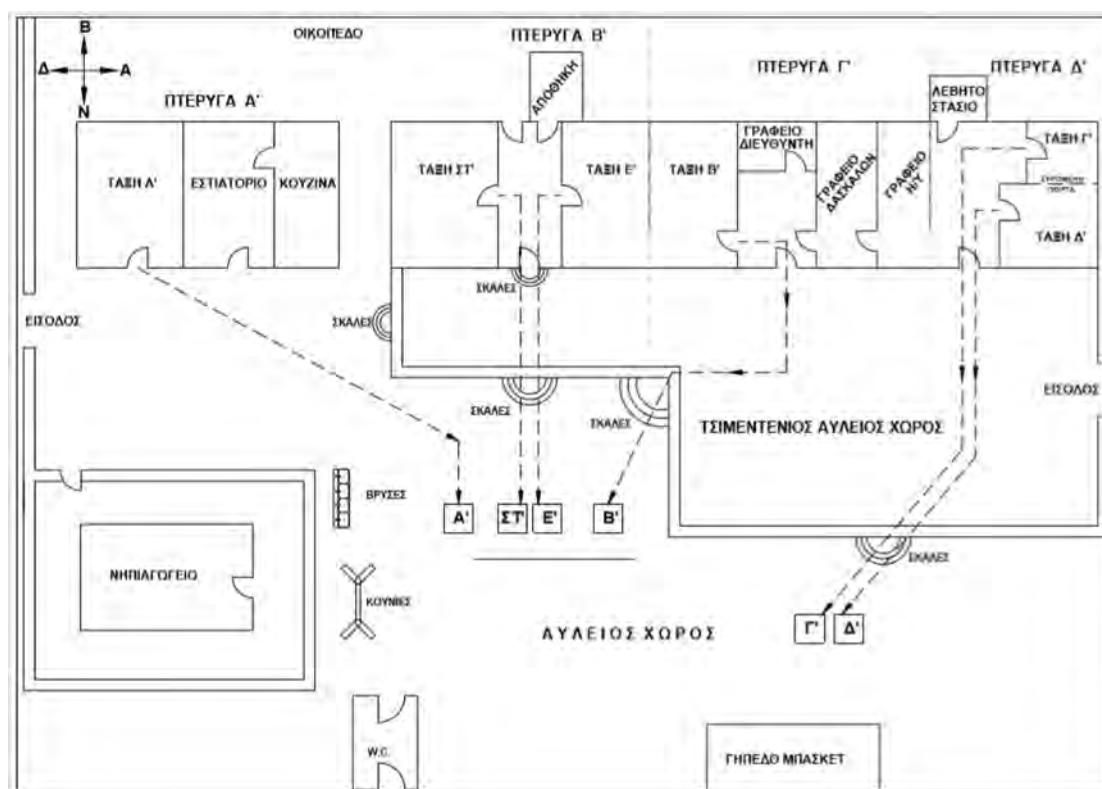 Β
Δ Α
Ν
ΟΙΚΟΠΕΔΟ
ΠΤΕΡΥΓΑ Β'
ΠΤΕΡΥΓΑ Γ'
ΠΤΕΡΥΓΑ Δ'
ΠΤΕΡΥΓΑ Α'
ΑΠΟΘΗΚΗ
ΛΕΒΗΤΟ
ΣΤΑΣΙΟ
ΤΑΞΗ Α'
ΕΣΤΙΑΤΟΡΙΟ
ΚΟΥΖΙΝΑ
ΤΑΞΗ ΣΤ'
ΤΑΞΗ Ε'
ΤΑΞΗ Β'
ΓΡΑΦΕΙΟ
ΔΙΕΥΘΥΝΤΗ
ΓΡΑΦΕΙΟ
ΔΑΣΚΑΛΩΝ
ΓΡΑΦΕΙΟ
Η/Υ
ΤΑΞΗ Γ'
ΠΟΡΤΑ
ΤΑΞΗ Δ'
ΣΚΑΛΕΣ
ΕΙΣΟΔΟΣ
ΣΚΑΛΕΣ
ΣΚΑΛΕΣ
ΣΚΑΛΕΣ
ΕΙΣΟΔΟΣ
ΤΣΙΜΕΝΤΕΝΙΟΣ ΑΥΛΕΙΟΣ ΧΩΡΟΣ
ΒΡΥΣΕΣ
Α'
ΣΤ'
Ε'
Β'
ΣΚΑΛΕΣ
ΝΗΠΙΑΓΩΓΕΙΟ
ΚΟΥΝΙΕΣ
ΑΥΛΕΙΟΣ ΧΩΡΟΣ
Γ'
Δ'
W.C.
ΓΗΠΕΔΟ ΜΠΑΣΚΕΤ